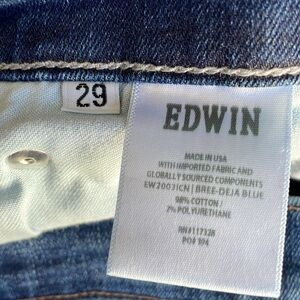 29
EDWIN
MADE IN USA
WITH IMPORTED FABRIC AND
GLOBALLY SOURCED COMPONENTS
EW2003ICN | BREE-DEJA BLUE
98% COTTON /
2% POLYURETHANE
RN#117328
PO# 194